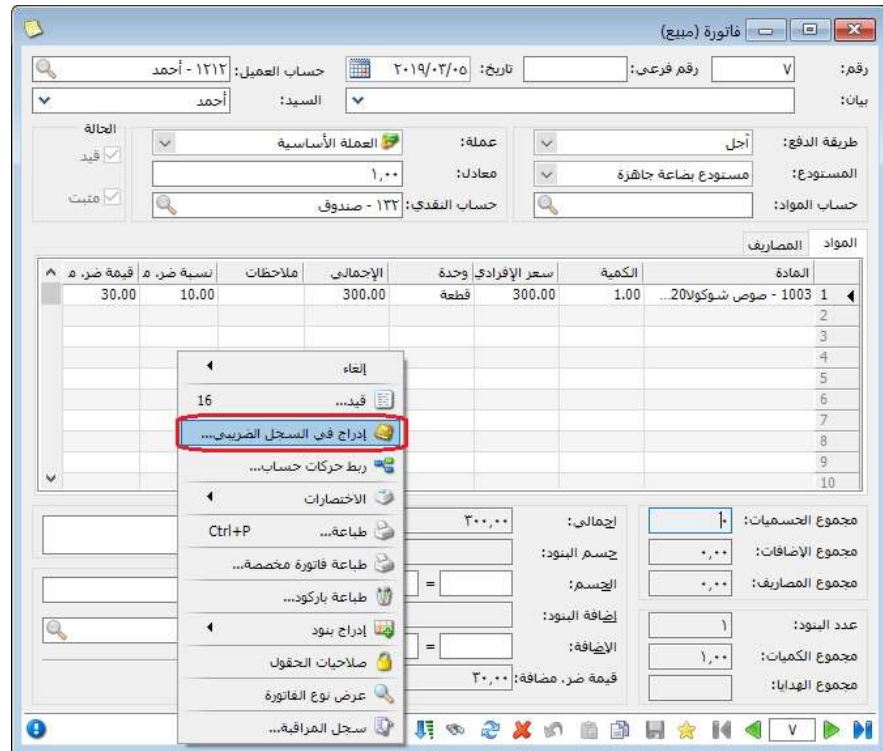 فاتورة (مبيع)
رقم: ٧ رقم فرعي: تاريخ: ٢٠١٩/٠٣/٠٥ حساب العميل: ١٢١٢ - أحمد
بيان: السيد: أحمد
طريقة الدفع: آجل عملة: العملة الأساسية الحالة
المستودع: مستودع بضاعة جاهزة معادل: ١,٠٠ قيد
حساب المواد: حساب النقدي: ١٣٢ - صندوق مثبت
المواد المصاريف
المادة الكمية سعر الإفرادي وحدة الإجمالي ملاحظات نسبة ضر. م قيمة ضر. م
1 1003 - صوص شوكولا20... 1.00 300.00 قطعة 300.00 10.00 30.00
2
3
4
5
6
7
8
9
10
إلغاء
قيد... 16
إدراج في السجل الضريبي...
ربط حركات حساب...
الاختصارات
طباعة... Ctrl+P
طباعة فاتورة مخصصة...
طباعة باركود...
إدراج بنود
صلاحيات الحقول
عرض نوع الفاتورة
سجل المراقبة...
مجموع الحسميات: ٠ إجمالي: ٣٠٠,٠٠
مجموع الإضافات: ٠,٠٠ حسم البنود:
مجموع المصاريف: ٠,٠٠ الحسم: =
عدد البنود: ١ إضافة البنود:
مجموع الكميات: ١,٠٠ الإضافة: =
مجموع الهدايا: قيمة ضر. مضافة: ٣٠,٠٠
٧